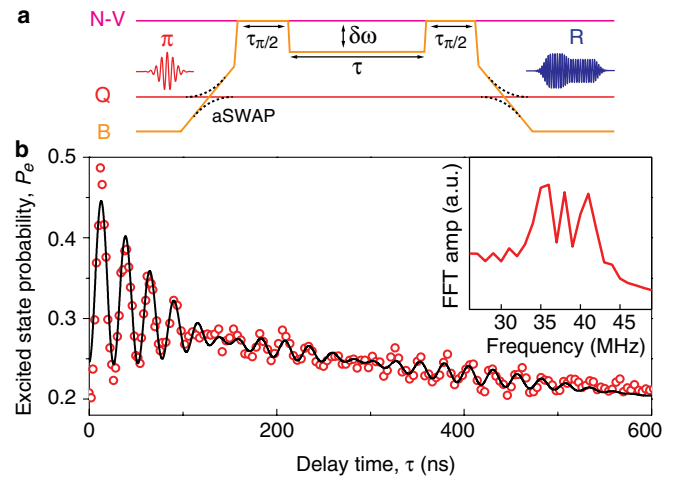 a
N-V
τπ/2
δω
τπ/2
τ
π
R
Q
aSWAP
B
b
Excited state probability, Pe
0.5
0.4
0.3
0.2
0
200
400
600
Delay time, τ (ns)
FFT amp (a.u.)
30
35
40
45
Frequency (MHz)